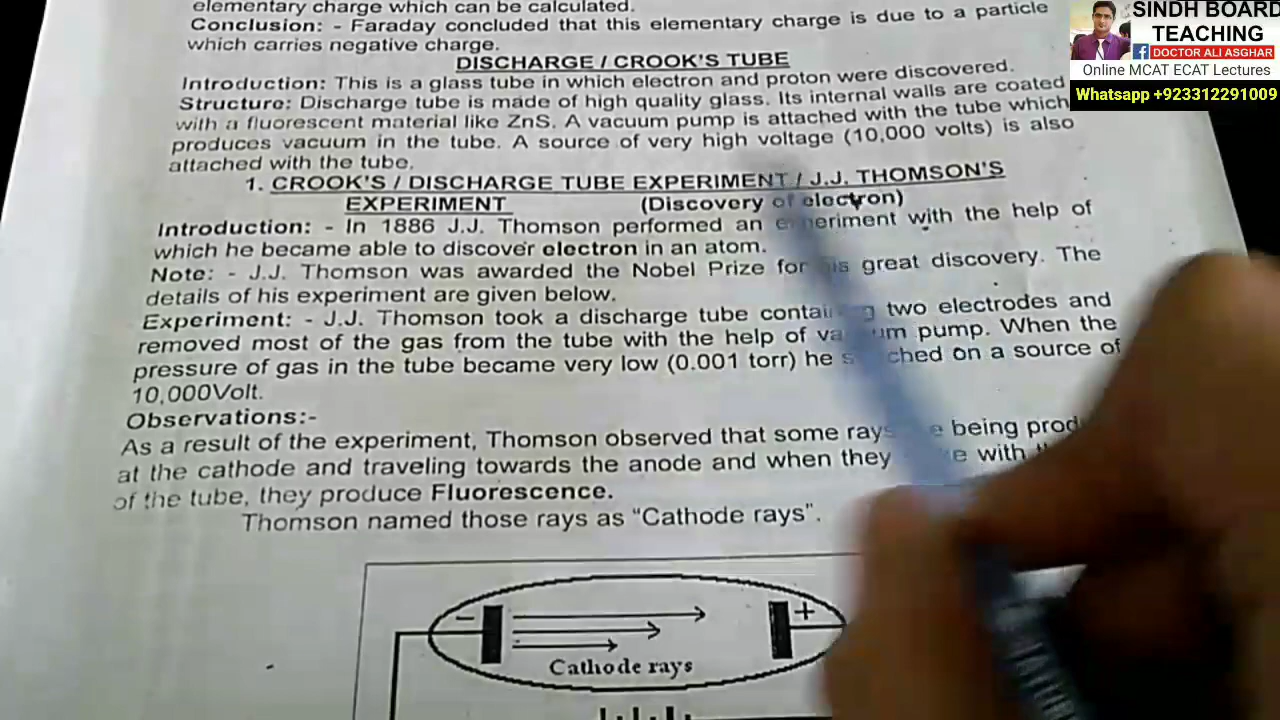 elementary charge which can be calculated.
Conclusion: - Faraday concluded that this elementary charge is due to a particle
which carries negative charge.
DISCHARGE / CROOK'S TUBE
Introduction: This is a glass tube in which electron and proton were discovered.
Structure: Discharge tube is made of high quality glass. Its internal walls are coated
with a fluorescent material like ZnS. A vacuum pump is attached with the tube which
produces vacuum in the tube. A source of very high voltage (10,000 volts) is also
attached with the tube.
1. CROOK'S / DISCHARGE TUBE EXPERIMENT / J.J. THOMSON'S
EXPERIMENT (Discovery of electron)
Introduction: - In 1886 J.J. Thomson performed an experiment with the help of
which he became able to discover electron in an atom.
Note: - J.J. Thomson was awarded the Nobel Prize for his great discovery. The
details of his experiment are given below.
Experiment: - J.J. Thomson took a discharge tube two electrodes and
removed most of the gas from the tube with the help of pump. When the
pressure of gas in the tube became very low (0.001 torr) he on a source of
10,000Volt.
Observations:-
As a result of the experiment, Thomson observed that some rays being
at the cathode and traveling towards the anode and when they with
of the tube, they produce Fluorescence.
Thomson named those rays as "Cathode rays".
− +
Cathode rays
SINDH BOARD
TEACHING
f DOCTOR ALI ASGHAR
Online MCAT ECAT Lectures
Whatsapp +923312291009